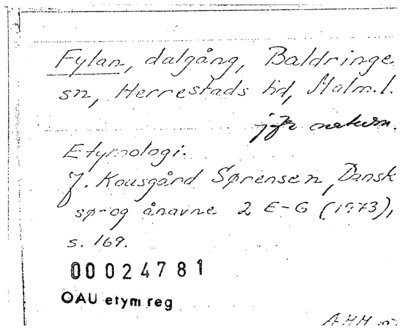 Fylan, dalgång, Baldringe
sn, Herrestads hd, Malm. l.
jfr naturn.
Etymologi.
J. Kousgård Sørensen, Dansk
sø- og ånavne 2 E-G (1973),
s. 169.
00024781
OAU etym reg